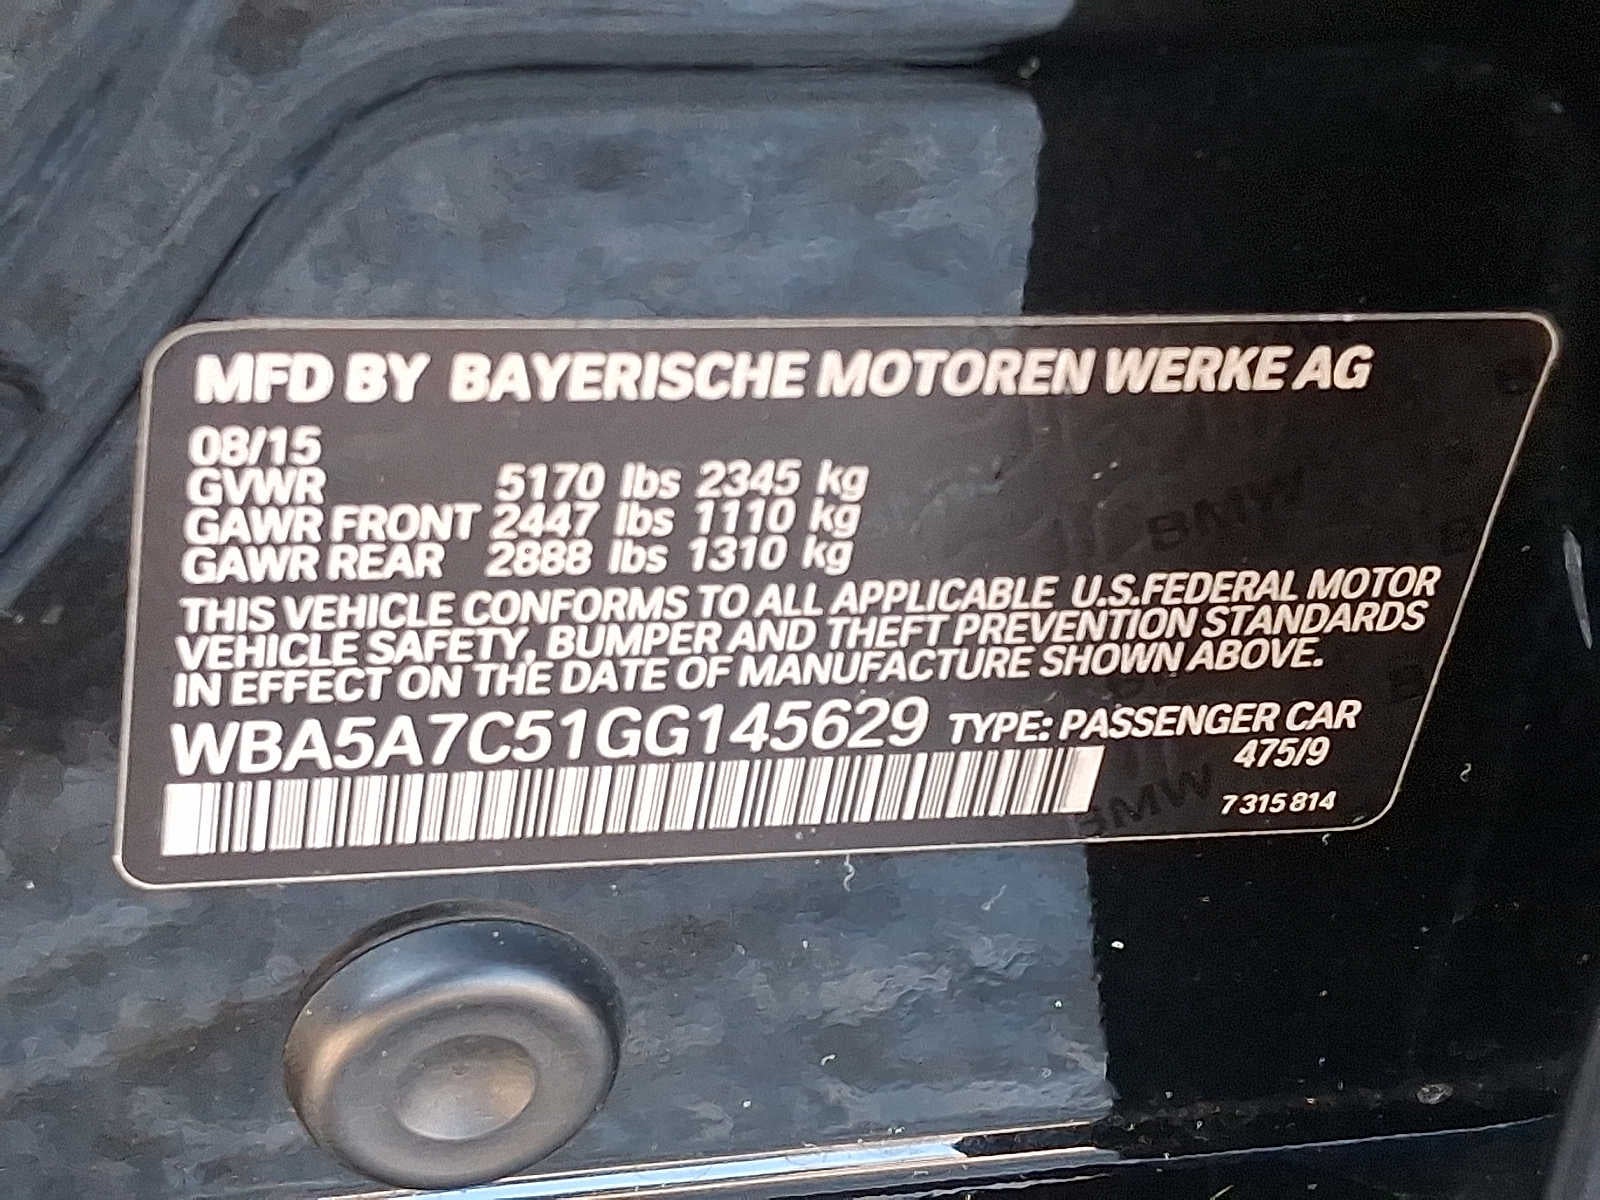 MFD BY BAYERISCHE MOTOREN WERKE AG
08/15
GVWR 5170 lbs 2345 kg
GAWR FRONT 2447 lbs 1110 kg
GAWR REAR 2888 lbs 1310 kg
THIS VEHICLE CONFORMS TO ALL APPLICABLE U.S.FEDERAL MOTOR
VEHICLE SAFETY, BUMPER AND THEFT PREVENTION STANDARDS
IN EFFECT ON THE DATE OF MANUFACTURE SHOWN ABOVE.
WBA5A7C51GG145629 TYPE: PASSENGER CAR
475/9
7 315 814
BMW
BMW